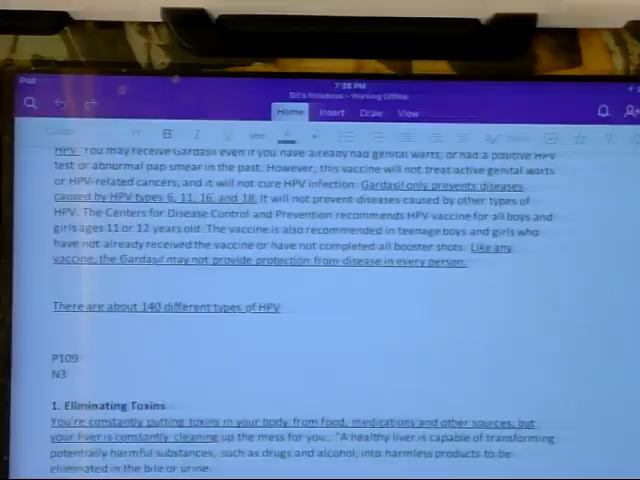 iPad
7:38 PM
Home Insert Draw View
B I U abc A
HPV. You may receive Gardasil even if you have already had genital warts, or had a positive HPV
test or abnormal pap smear in the past. However, this vaccine will not treat active genital warts
or HPV-related cancers, and it will not cure HPV infection. Gardasil only prevents diseases
caused by HPV types 6, 11, 16, and 18. It will not prevent diseases caused by other types of
HPV. The Centers for Disease Control and Prevention recommends HPV vaccine for all boys and
girls ages 11 or 12 years old. The vaccine is also recommended in teenage boys and girls who
have not already received the vaccine or have not completed all booster shots. Like any
vaccine, the Gardasil may not provide protection from disease in every person.
There are about 140 different types of HPV
P109
N3
1. Eliminating Toxins
You're constantly putting toxins in your body from food, medications and other sources, but
your liver is constantly cleaning up the mess for you.. "A healthy liver is capable of transforming
potentially harmful substances, such as drugs and alcohol, into harmless products to be
eliminated in the bile or urine.